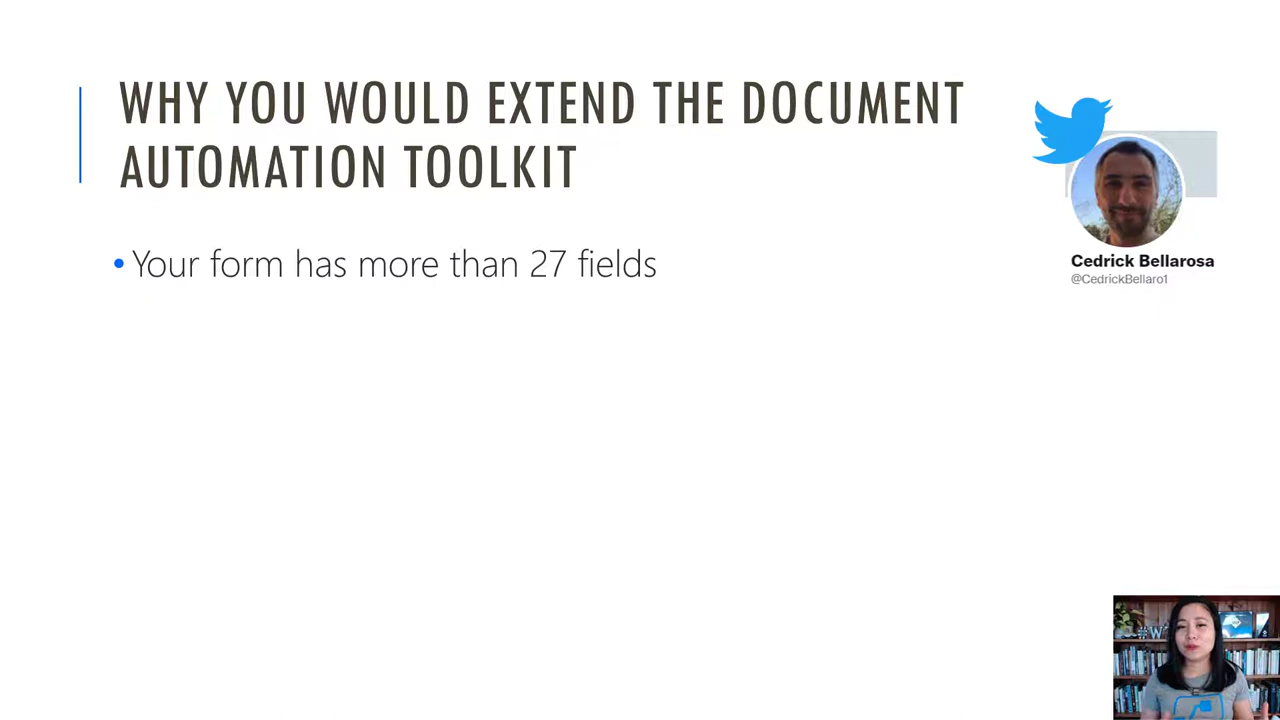 WHY YOU WOULD EXTEND THE DOCUMENT
AUTOMATION TOOLKIT
• Your form has more than 27 fields
Cedrick Bellarosa
@CedrickBellaro1
#W